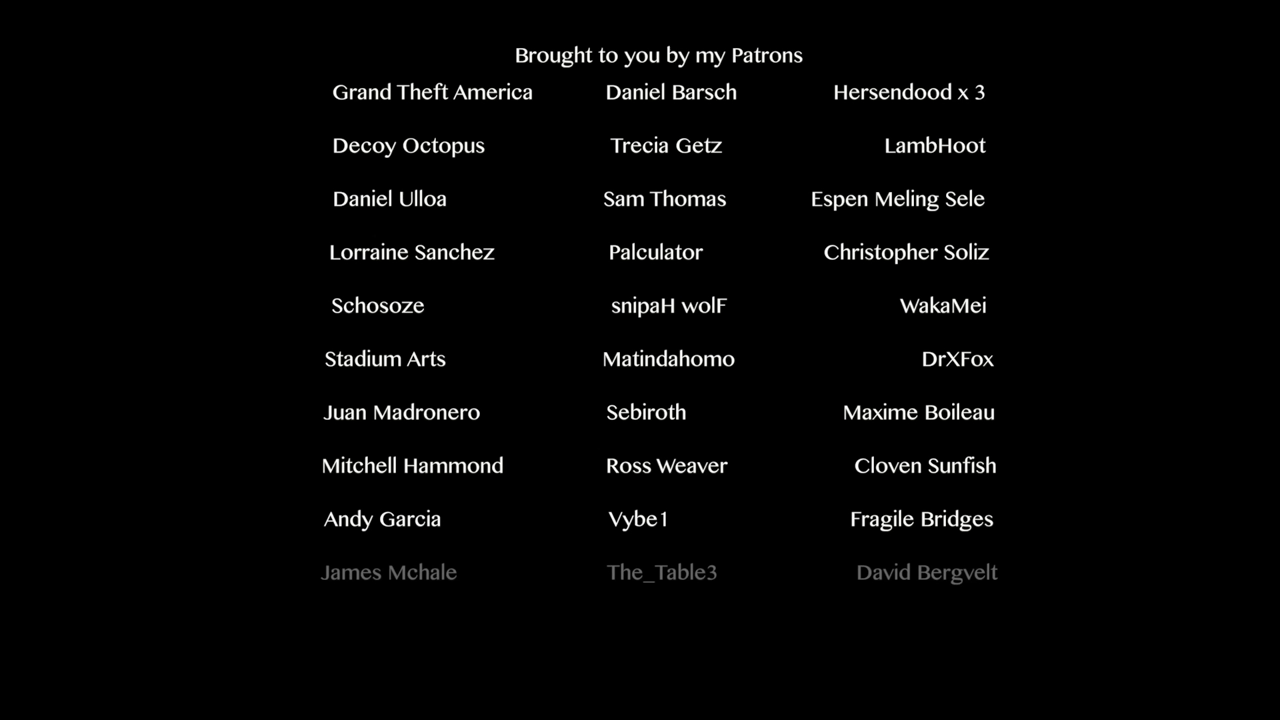 Brought to you by my Patrons
Grand Theft America Daniel Barsch Hersendood x 3
Decoy Octopus Trecia Getz LambHoot
Daniel Ulloa Sam Thomas Espen Meling Sele
Lorraine Sanchez Palculator Christopher Soliz
Schosoze snipaH wolF WakaMei
Stadium Arts Matindahomo DrXFox
Juan Madronero Sebiroth Maxime Boileau
Mitchell Hammond Ross Weaver Cloven Sunfish
Andy Garcia Vybe1 Fragile Bridges
James Mchale The_Table3 David Bergvelt